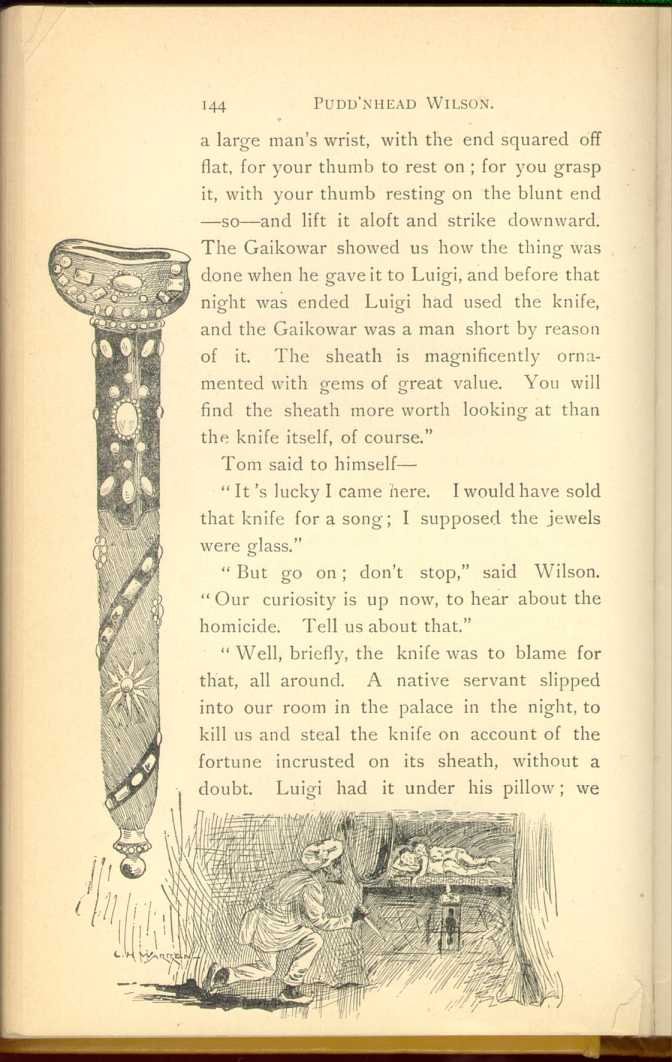 144 PUDD'NHEAD WILSON.
a large man's wrist, with the end squared off
flat, for your thumb to rest on ; for you grasp
it, with your thumb resting on the blunt end
—so—and lift it aloft and strike downward.
The Gaikowar showed us how the thing was
done when he gave it to Luigi, and before that
night was ended Luigi had used the knife,
and the Gaikowar was a man short by reason
of it. The sheath is magnificently orna-
mented with gems of great value. You will
find the sheath more worth looking at than
the knife itself, of course."
Tom said to himself—
" It 's lucky I came here. I would have sold
that knife for a song ; I supposed the jewels
were glass."
" But go on ; don't stop," said Wilson.
" Our curiosity is up now, to hear about the
homicide. Tell us about that."
" Well, briefly, the knife was to blame for
that, all around. A native servant slipped
into our room in the palace in the night, to
kill us and steal the knife on account of the
fortune incrusted on its sheath, without a
doubt. Luigi had it under his pillow ; we
C.H. WARREN